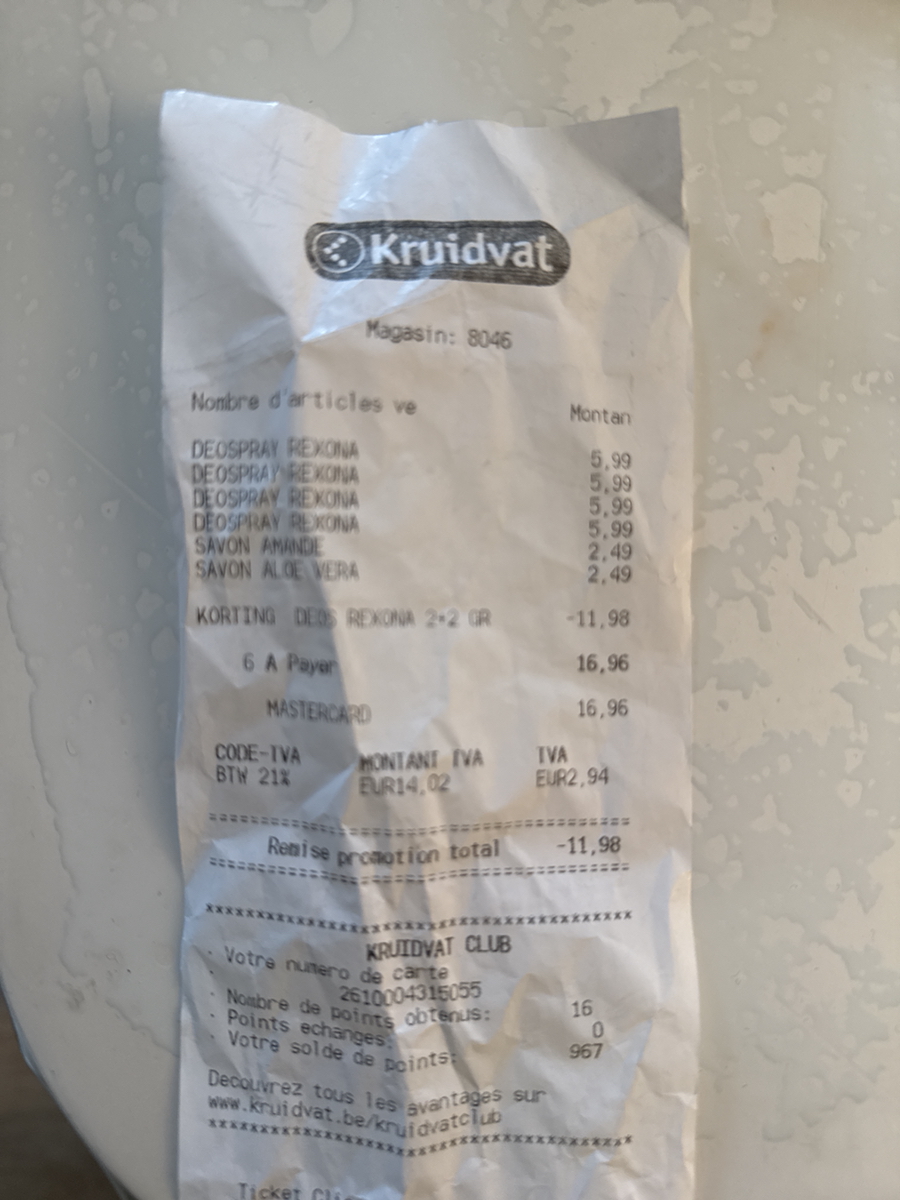 Kruidvat
Magasin: 8046
Nombre d'articles ve Montan
DEOSPRAY REXONA 5,99
DEOSPRAY REXONA 5,99
DEOSPRAY REXONA 5,99
DEOSPRAY REXONA 5,99
SAVON AMANDE 2,49
SAVON ALOE VERA 2,49
KORTING DEOS REXONA 2+2 GR -11,98
6 A Payer 16,96
MASTERCARD 16,96
CODE-TVA MONTANT TVA TVA
BTW 21% EUR14,02 EUR2,94
================================
Remise promotion total -11,98
================================
xxxxxxxxxxxxxxxxxxxxxxxxxxxxxxxxxxxxxx
KRUIDVAT CLUB
· Votre numero de carte
· 2610004315055
· Nombre de points obtenus: 16
· Points echanges: 0
· Votre solde de points: 967
Decouvrez tous les avantages sur
www.kruidvat.be/kruidvatclub
xxxxxxxxxxxxxxxxxxxxxxxxxxxxxxxxxxxxxx
Ticket